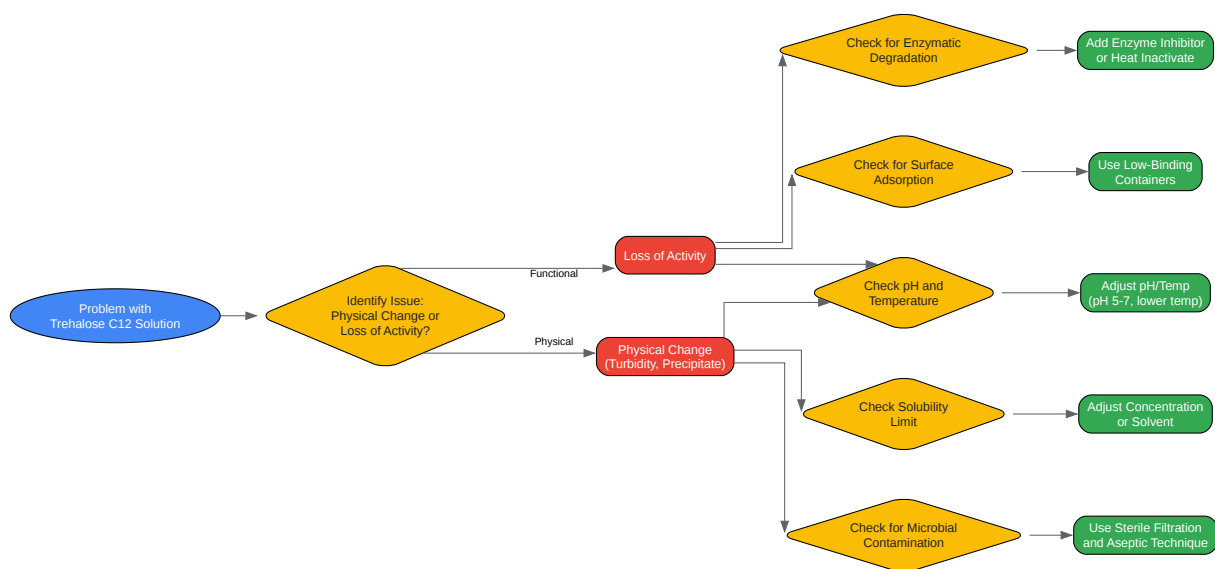 Check for Enzymatic
Degradation
Add Enzyme Inhibitor
or Heat Inactivate
Check for Surface
Adsorption
Use Low-Binding
Containers
Loss of Activity
Functional
Check pH and
Temperature
Adjust pH/Temp
(pH 5-7, lower temp)
Problem with
Trehalose C12 Solution
Identify Issue:
Physical Change or
Loss of Activity?
Physical
Physical Change
(Turbidity, Precipitate)
Check Solubility
Limit
Adjust Concentration
or Solvent
Check for Microbial
Contamination
Use Sterile Filtration
and Aseptic Technique